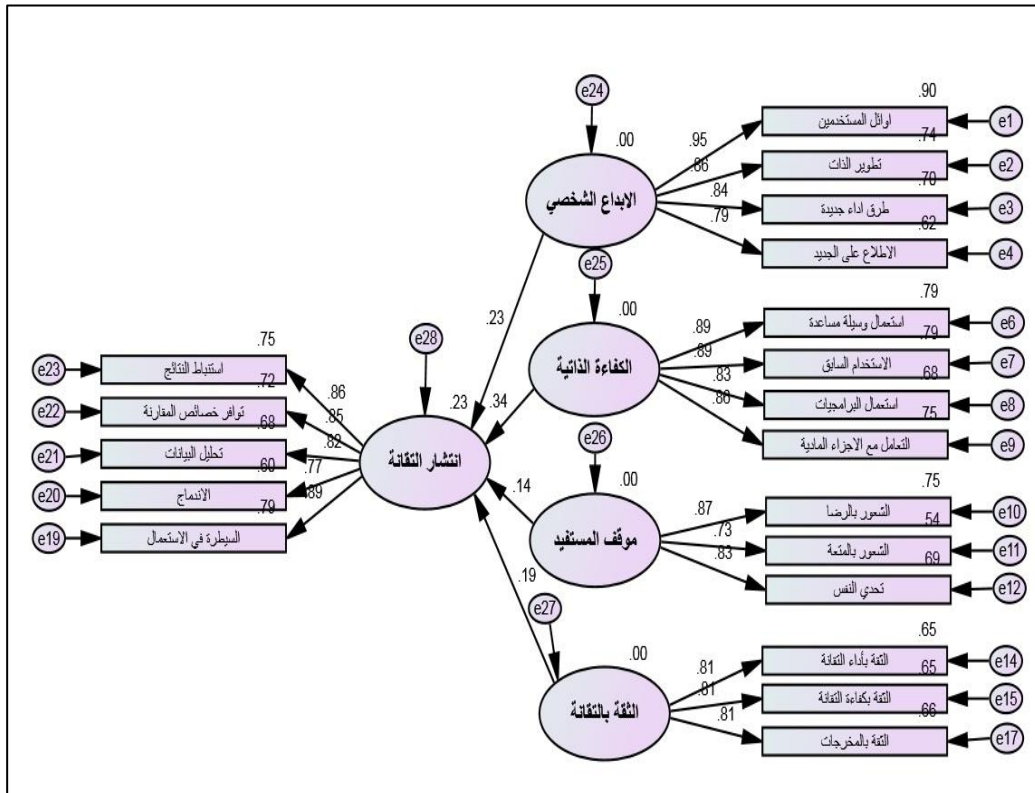 e24
.90
.00
اوائل المستخدمين
e1
.95
.74
.86
تطوير الذات
e2
.70
الابداع الشخصي
.84
طرق اداء جديدة
e3
.79
.62
الاطلاع على الجديد
e4
e25
.79
.00
استعمال وسيلة مساعدة
e6
.89
.79
.89
الاستخدام السابق
e7
.68
الكفاءة الذاتية
.83
استعمال البرامجيات
e8
.86
.75
التعامل مع الاجزاء المادية
e9
.23
.34
.14
.19
e28
.23
انتشار التقانة
.75
استنباط النتائج
e23
.86
.72
توافر خصائص المقارنة
e22
.85
.68
تحليل البيانات
e21
.82
.60
الاندماج
e20
.77
.79
السيطرة في الاستعمال
e19
.89
e26
.75
.00
الشعور بالرضا
e10
.87
.54
.73
الشعور بالمتعة
e11
موقف المستفيد
.69
.83
تحدي النفس
e12
e27
.65
.00
الثقة بأداء التقانة
e14
.81
.65
.81
الثقة بكفاءة التقانة
e15
الثقة بالتقانة
.66
.81
الثقة بالمخرجات
e17